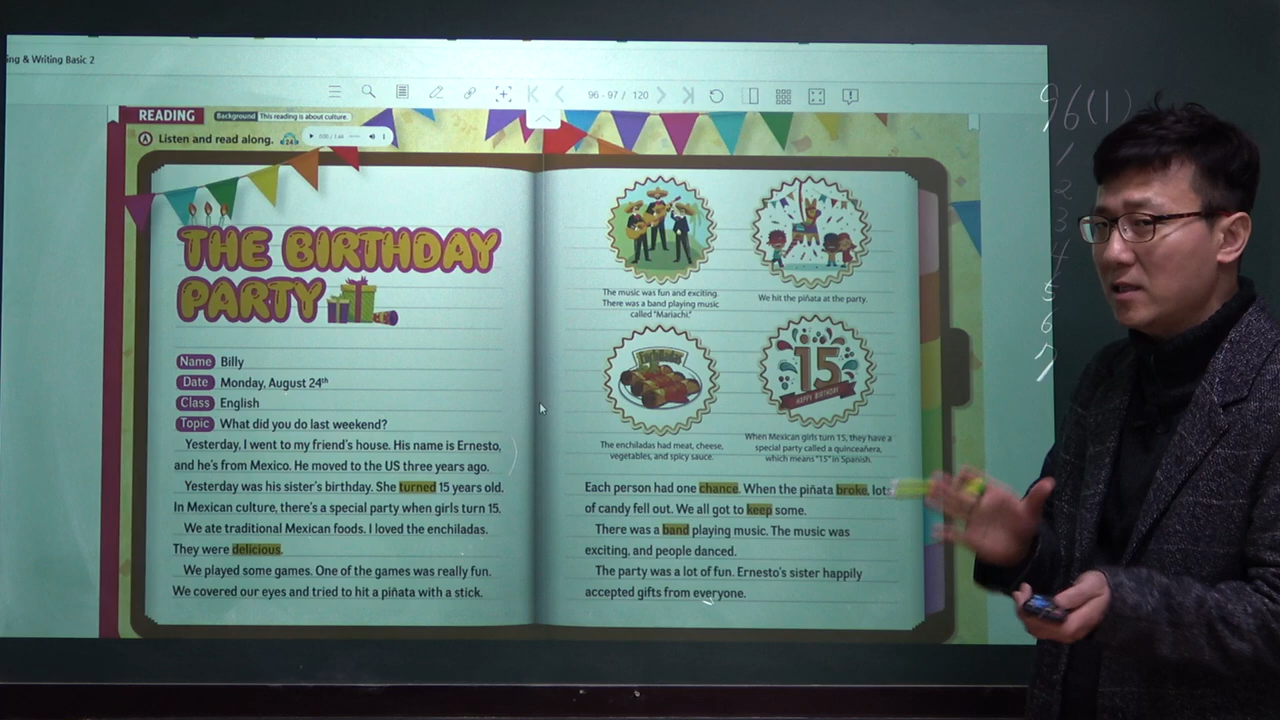 ing & Writing Basic 2
96 - 97 / 120
READING
Background This reading is about culture.
A Listen and read along.
0:00 / 1:46
THE BIRTHDAY
PARTY
Name Billy
Date Monday, August 24th
Class English
Topic What did you do last weekend?
Yesterday, I went to my friend's house. His name is Ernesto,
and he's from Mexico. He moved to the US three years ago.
Yesterday was his sister's birthday. She turned 15 years old.
In Mexican culture, there's a special party when girls turn 15.
We ate traditional Mexican foods. I loved the enchiladas.
They were delicious.
We played some games. One of the games was really fun.
We covered our eyes and tried to hit a piñata with a stick.
The music was fun and exciting.
There was a band playing music
called "Mariachi."
We hit the piñata at the party.
The enchiladas had meat, cheese,
vegetables, and spicy sauce.
15
HAPPY BIRTHDAY
When Mexican girls turn 15, they have a
special party called a quinceañera,
which means "15" in Spanish.
Each person had one chance. When the piñata broke, lots
of candy fell out. We all got to keep some.
There was a band playing music. The music was
exciting, and people danced.
The party was a lot of fun. Ernesto's sister happily
accepted gifts from everyone.
96(1)
1
2
3
4
5
6
7